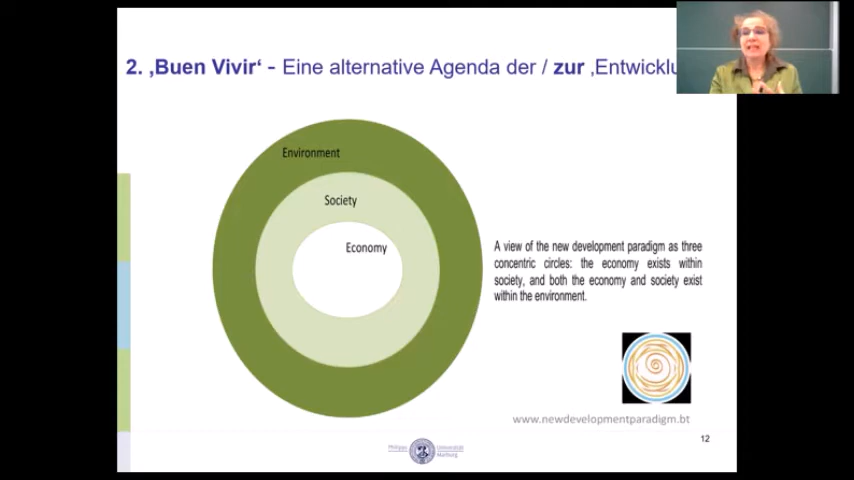 2. ‚Buen Vivir‘ - Eine alternative Agenda der / zur ‚Entwicklu
Environment
Society
Economy
A view of the new development paradigm as three
concentric circles: the economy exists within
society, and both the economy and society exist
within the environment.
www.newdevelopmentparadigm.bt
12
Philipps
Universität
Marburg